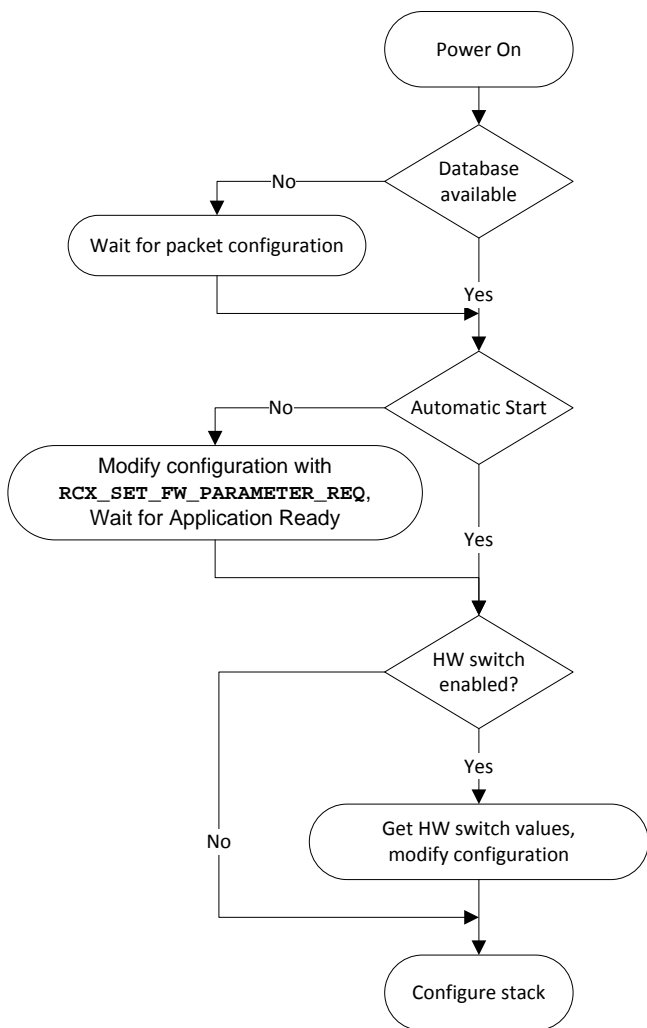 Power On
Database
available
No
Wait for packet configuration
Yes
Automatic Start
No
Modify configuration with
RCX_SET_FW_PARAMETER_REQ,
Wait for Application Ready
Yes
HW switch
enabled?
Yes
Get HW switch values,
modify configuration
No
Configure stack